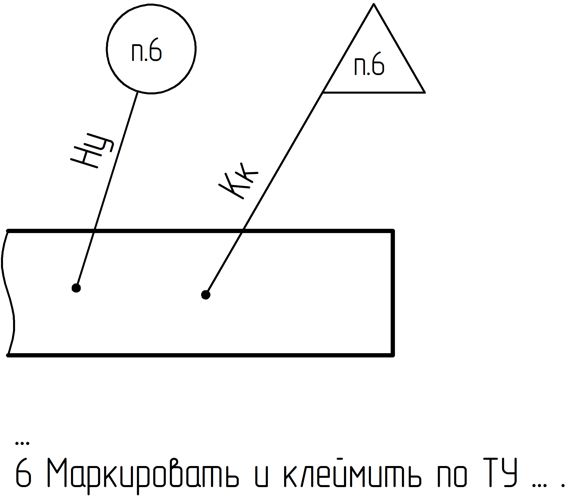 п.6
п.6
Ну
Кк
...
6 Маркировать и клеймить по ТУ ... .